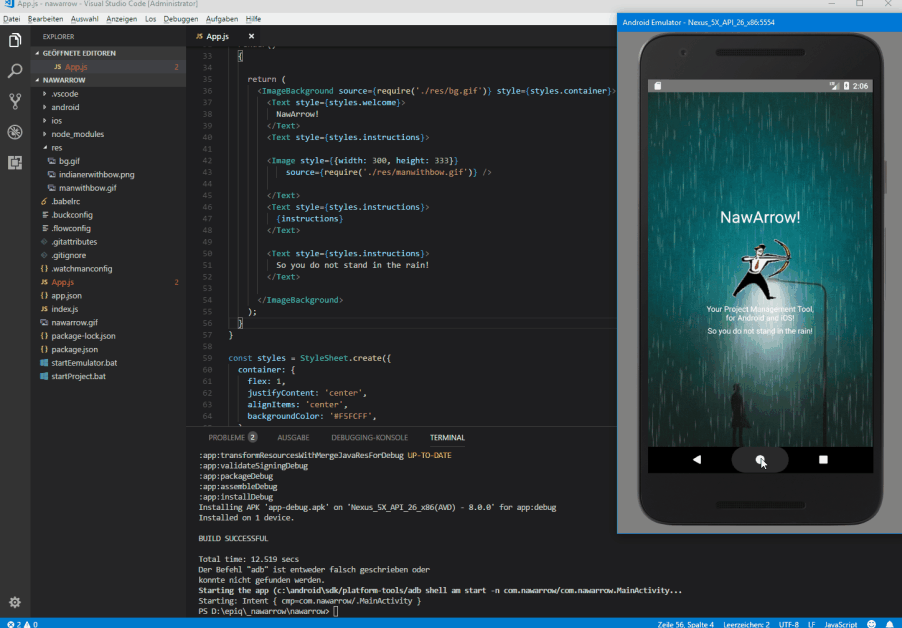 App.js - nawarrow - Visual Studio Code [Administrator]
Datei Bearbeiten Auswahl Anzeigen Los Debuggen Aufgaben Hilfe
EXPLORER
GEÖFFNETE EDITOREN
JS App.js 2
NAWARROW
.vscode
android
ios
node_modules
res
bg.gif
indianerwithbow.png
manwithbow.gif
.babelrc
.buckconfig
.flowconfig
.gitattributes
.gitignore
.watchmanconfig
JS App.js 2
app.json
JS index.js
nawarrow.gif
package-lock.json
package.json
startEemulator.bat
startProject.bat
JS App.js ×
33 {
34
35 return (
36 <ImageBackground source={require('./res/bg.gif')} style={styles.container}>
37 <Text style={styles.welcome}>
38 NawArrow!
39 </Text>
40 <Text style={styles.instructions}>
41
42 <Image style={{width: 300, height: 333}}
43 source={require('./res/manwithbow.gif')} />
44
45 </Text>
46 <Text style={styles.instructions}>
47 {instructions}
48 </Text>
49
50 <Text style={styles.instructions}>
51 So you do not stand in the rain!
52 </Text>
53
54 </ImageBackground>
55 );
56 }
57 }
58
59 const styles = StyleSheet.create({
60 container: {
61 flex: 1,
62 justifyContent: 'center',
63 alignItems: 'center',
64 backgroundColor: '#F5FCFF',
PROBLEME 2 AUSGABE DEBUGGING-KONSOLE TERMINAL
:app:transformResourcesWithMergeJavaResForDebug UP-TO-DATE
:app:validateSigningDebug
:app:packageDebug
:app:assembleDebug
:app:installDebug
Installing APK 'app-debug.apk' on 'Nexus_5X_API_26_x86(AVD) - 8.0.0' for app:debug
Installed on 1 device.
BUILD SUCCESSFUL
Total time: 12.519 secs
Der Befehl "adb" ist entweder falsch geschrieben oder
konnte nicht gefunden werden.
Starting the app (c:\android\sdk/platform-tools/adb shell am start -n com.nawarrow/com.nawarrow.MainActivity...
Starting: Intent { cmp=com.nawarrow/.MainActivity }
PS D:\epiq\_nawarrow\nawarrow>
Android Emulator - Nexus_5X_API_26_x86:5554
2:06
NawArrow!
Your Project Management Tool,
for Android and iOS!
So you do not stand in the rain!
2 0 Zeile 56, Spalte 4 Leerzeichen: 2 UTF-8 LF JavaScript